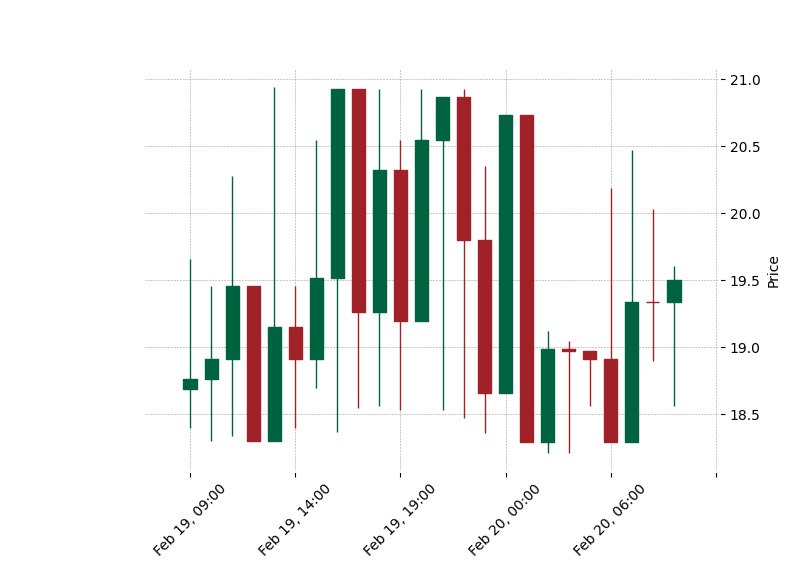 21.0
20.5
20.0
19.5
19.0
18.5
Price
Feb 19, 09:00
Feb 19, 14:00
Feb 19, 19:00
Feb 20, 00:00
Feb 20, 06:00